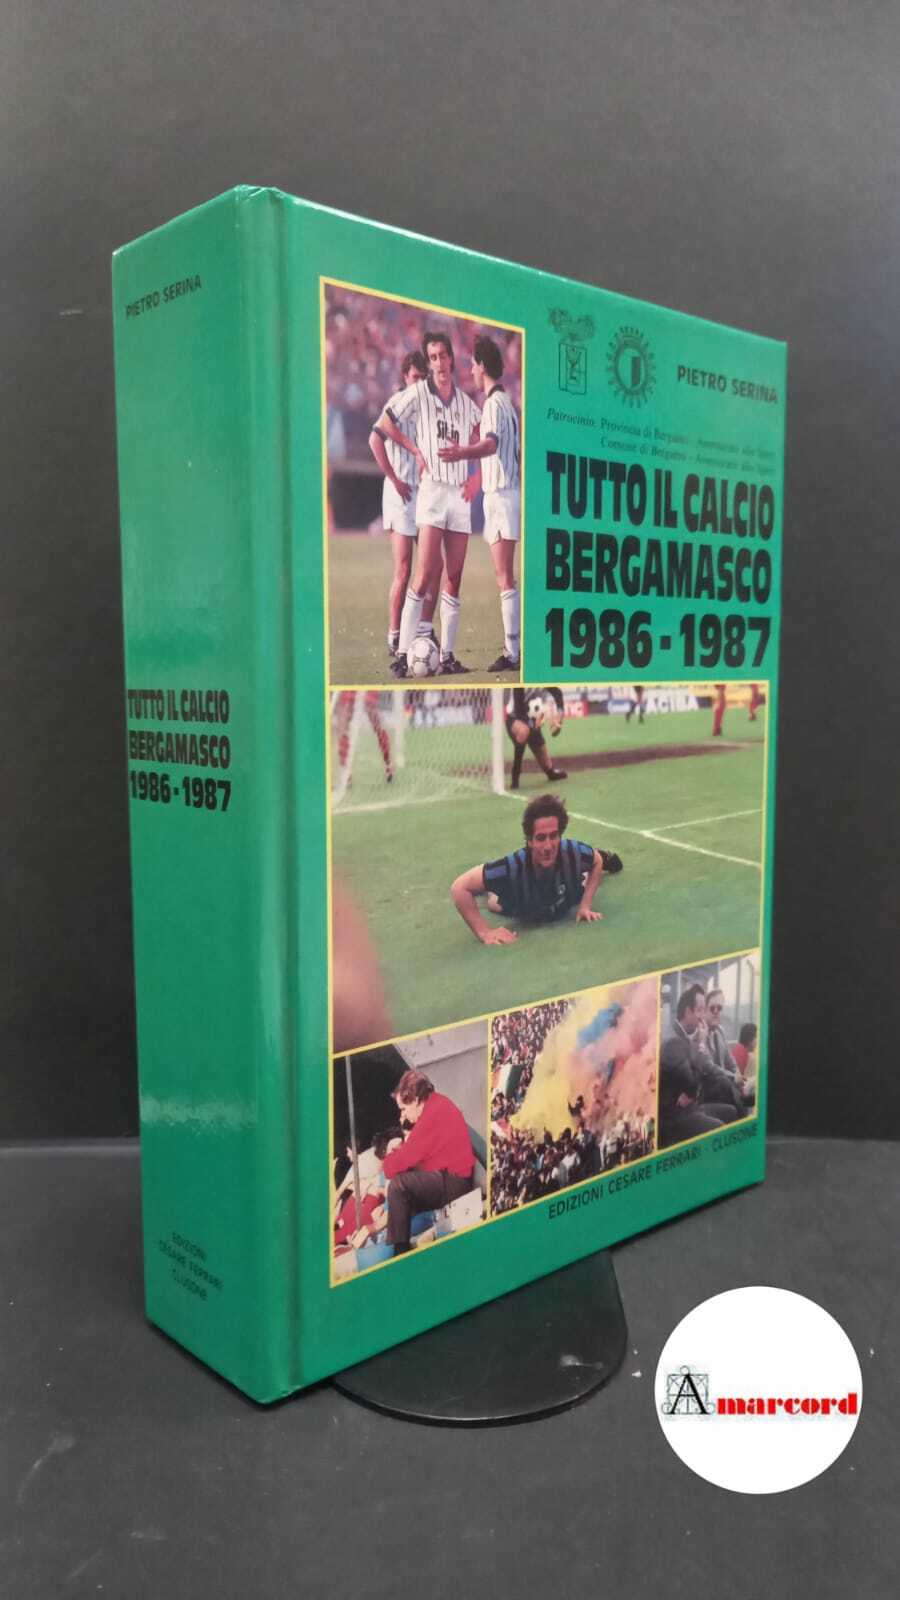 PIETRO SERINA
TUTTO IL CALCIO
BERGAMASCO
1986-1987
EDIZIONI
CESARE FERRARI
CLUSONE
PIETRO SERINA
Patrocinio: Provincia di Bergamo - Assessorato allo Sport
Comune di Bergamo - Assessorato allo Sport
TUTTO IL CALCIO
BERGAMASCO
1986-1987
Sit-in
EDIZIONI CESARE FERRARI - CLUSONE
Amarcord